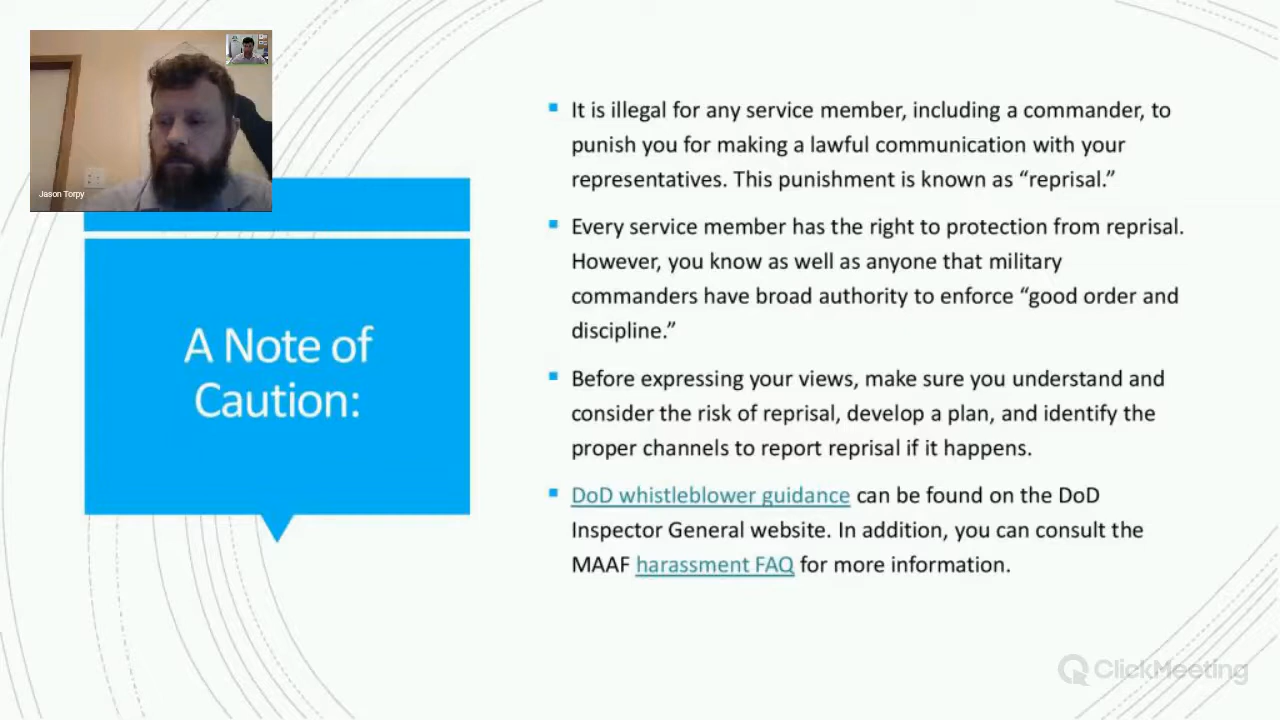 Jason Torpy
A Note of
Caution:
It is illegal for any service member, including a commander, to
punish you for making a lawful communication with your
representatives. This punishment is known as “reprisal.”
Every service member has the right to protection from reprisal.
However, you know as well as anyone that military
commanders have broad authority to enforce “good order and
discipline.”
Before expressing your views, make sure you understand and
consider the risk of reprisal, develop a plan, and identify the
proper channels to report reprisal if it happens.
DoD whistleblower guidance can be found on the DoD
Inspector General website. In addition, you can consult the
MAAF harassment FAQ for more information.
ClickMeeting